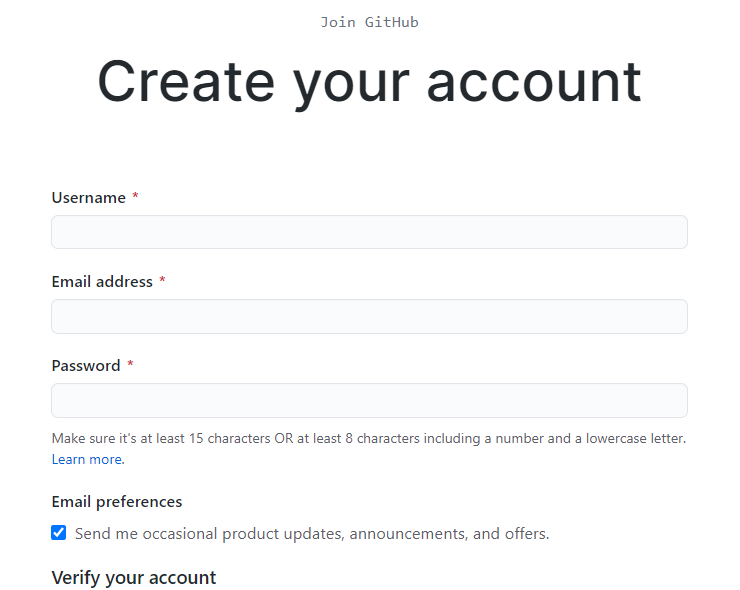 Join GitHub
Create your account
Username *
Email address *
Password *
Make sure it's at least 15 characters OR at least 8 characters including a number and a lowercase letter.
Learn more.
Email preferences
Send me occasional product updates, announcements, and offers.
Verify your account